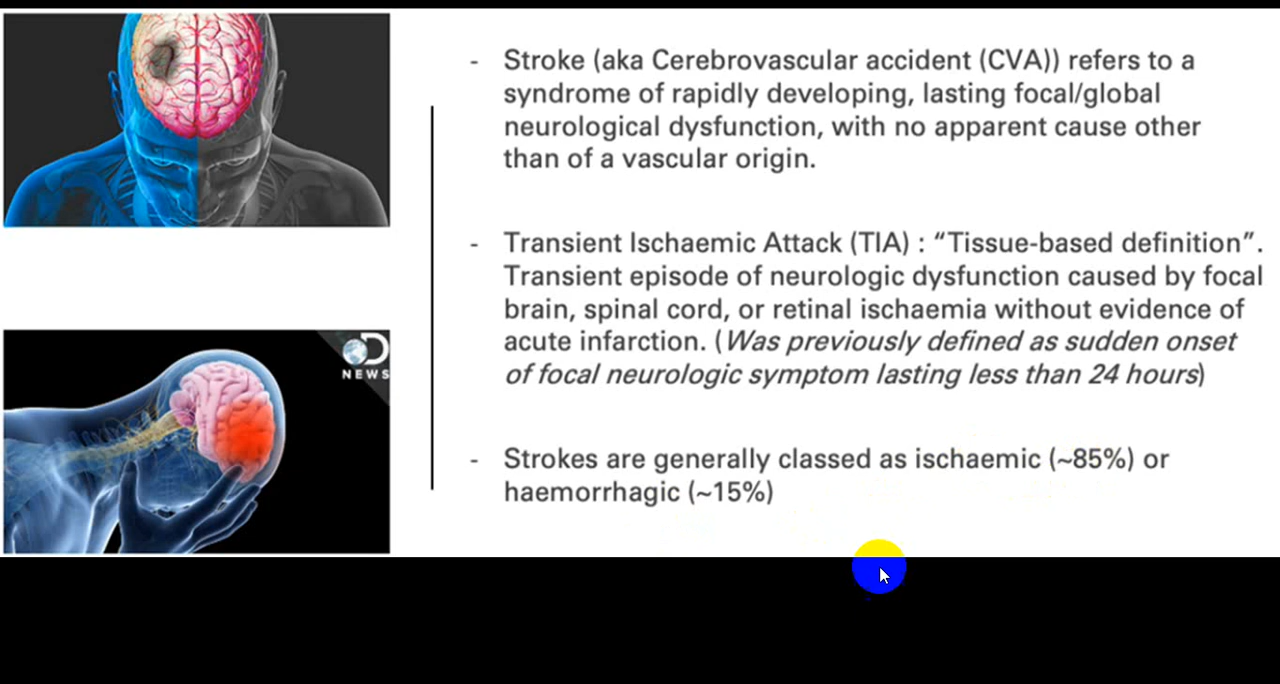 - Stroke (aka Cerebrovascular accident (CVA)) refers to a
syndrome of rapidly developing, lasting focal/global
neurological dysfunction, with no apparent cause other
than of a vascular origin.
- Transient Ischaemic Attack (TIA) : “Tissue-based definition”.
Transient episode of neurologic dysfunction caused by focal
brain, spinal cord, or retinal ischaemia without evidence of
acute infarction. (Was previously defined as sudden onset
of focal neurologic symptom lasting less than 24 hours)
- Strokes are generally classed as ischaemic (~85%) or
haemorrhagic (~15%)
D
NEWS